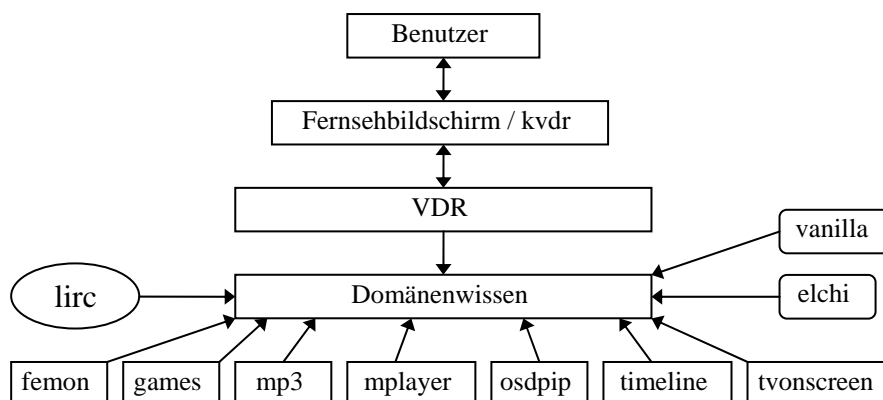 Benutzer
Fernsehbildschirm / kvdr
VDR
vanilla
lirc
Domänenwissen
elchi
femon
games
mp3
mplayer
osdpip
timeline
tvonscreen